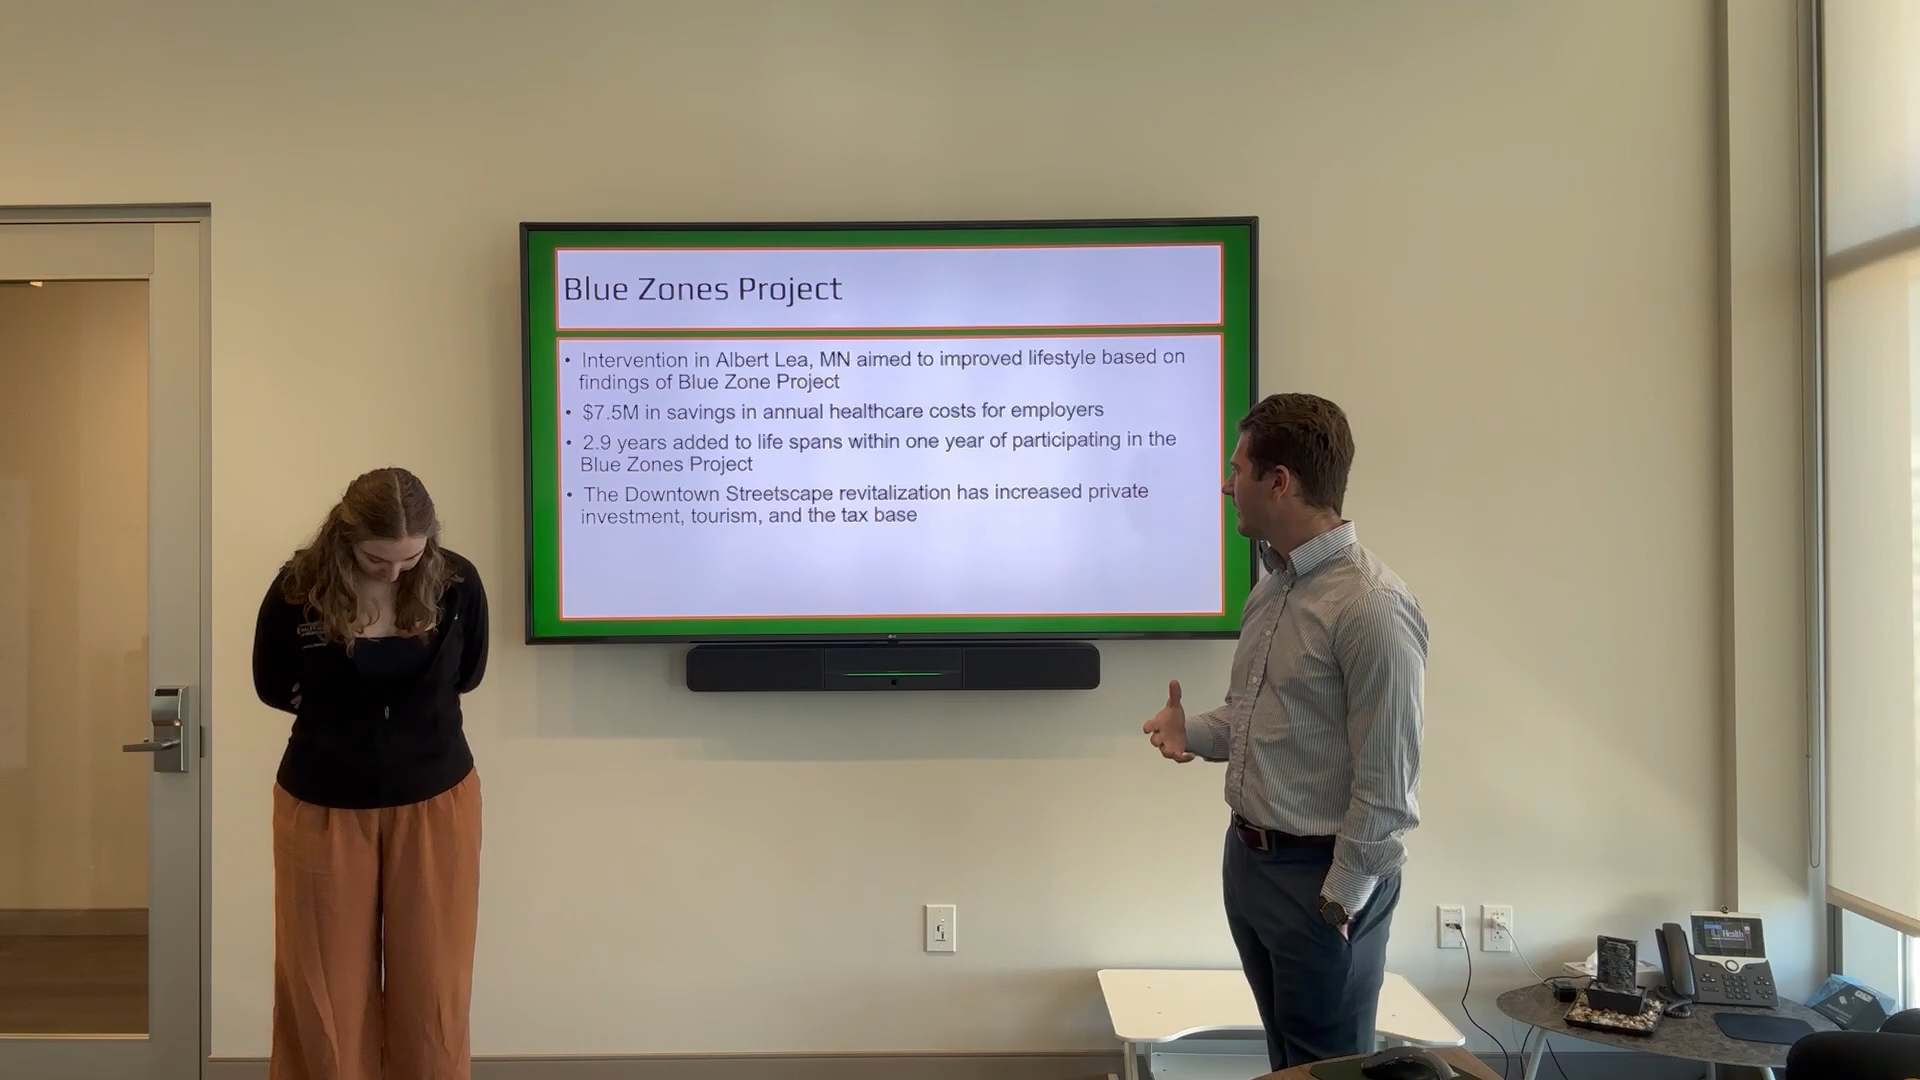 Blue Zones Project
• Intervention in Albert Lea, MN aimed to improved lifestyle based on
findings of Blue Zone Project
• $7.5M in savings in annual healthcare costs for employers
• 2.9 years added to life spans within one year of participating in the
Blue Zones Project
• The Downtown Streetscape revitalization has increased private
investment, tourism, and the tax base
Health